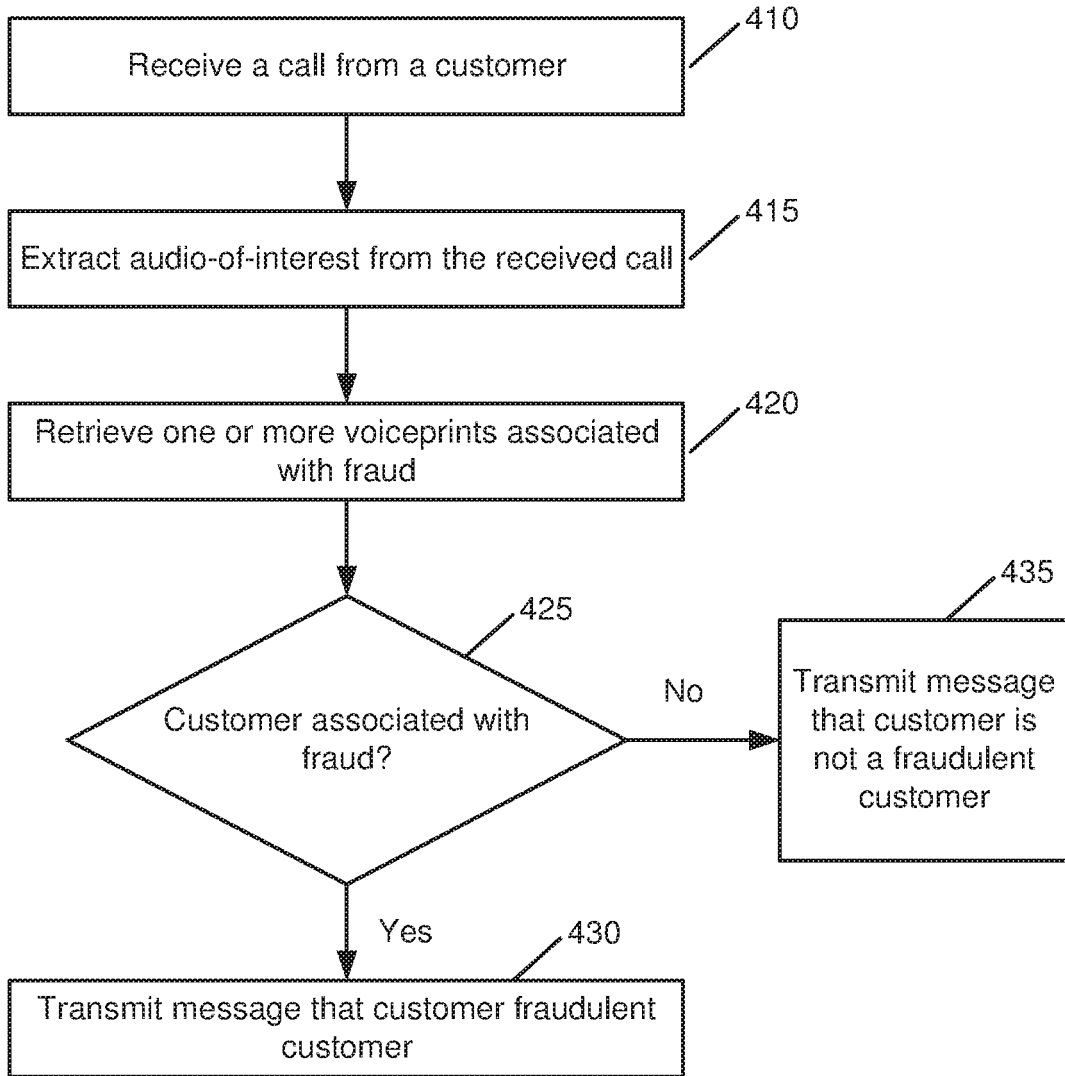 410
Receive a call from a customer
415
Extract audio-of-interest from the received call
420
Retrieve one or more voiceprints associated
with fraud
425
Customer associated with
fraud?
No
435
Transmit message
that customer is
not a fraudulent
customer
Yes
430
Transmit message that customer fraudulent
customer